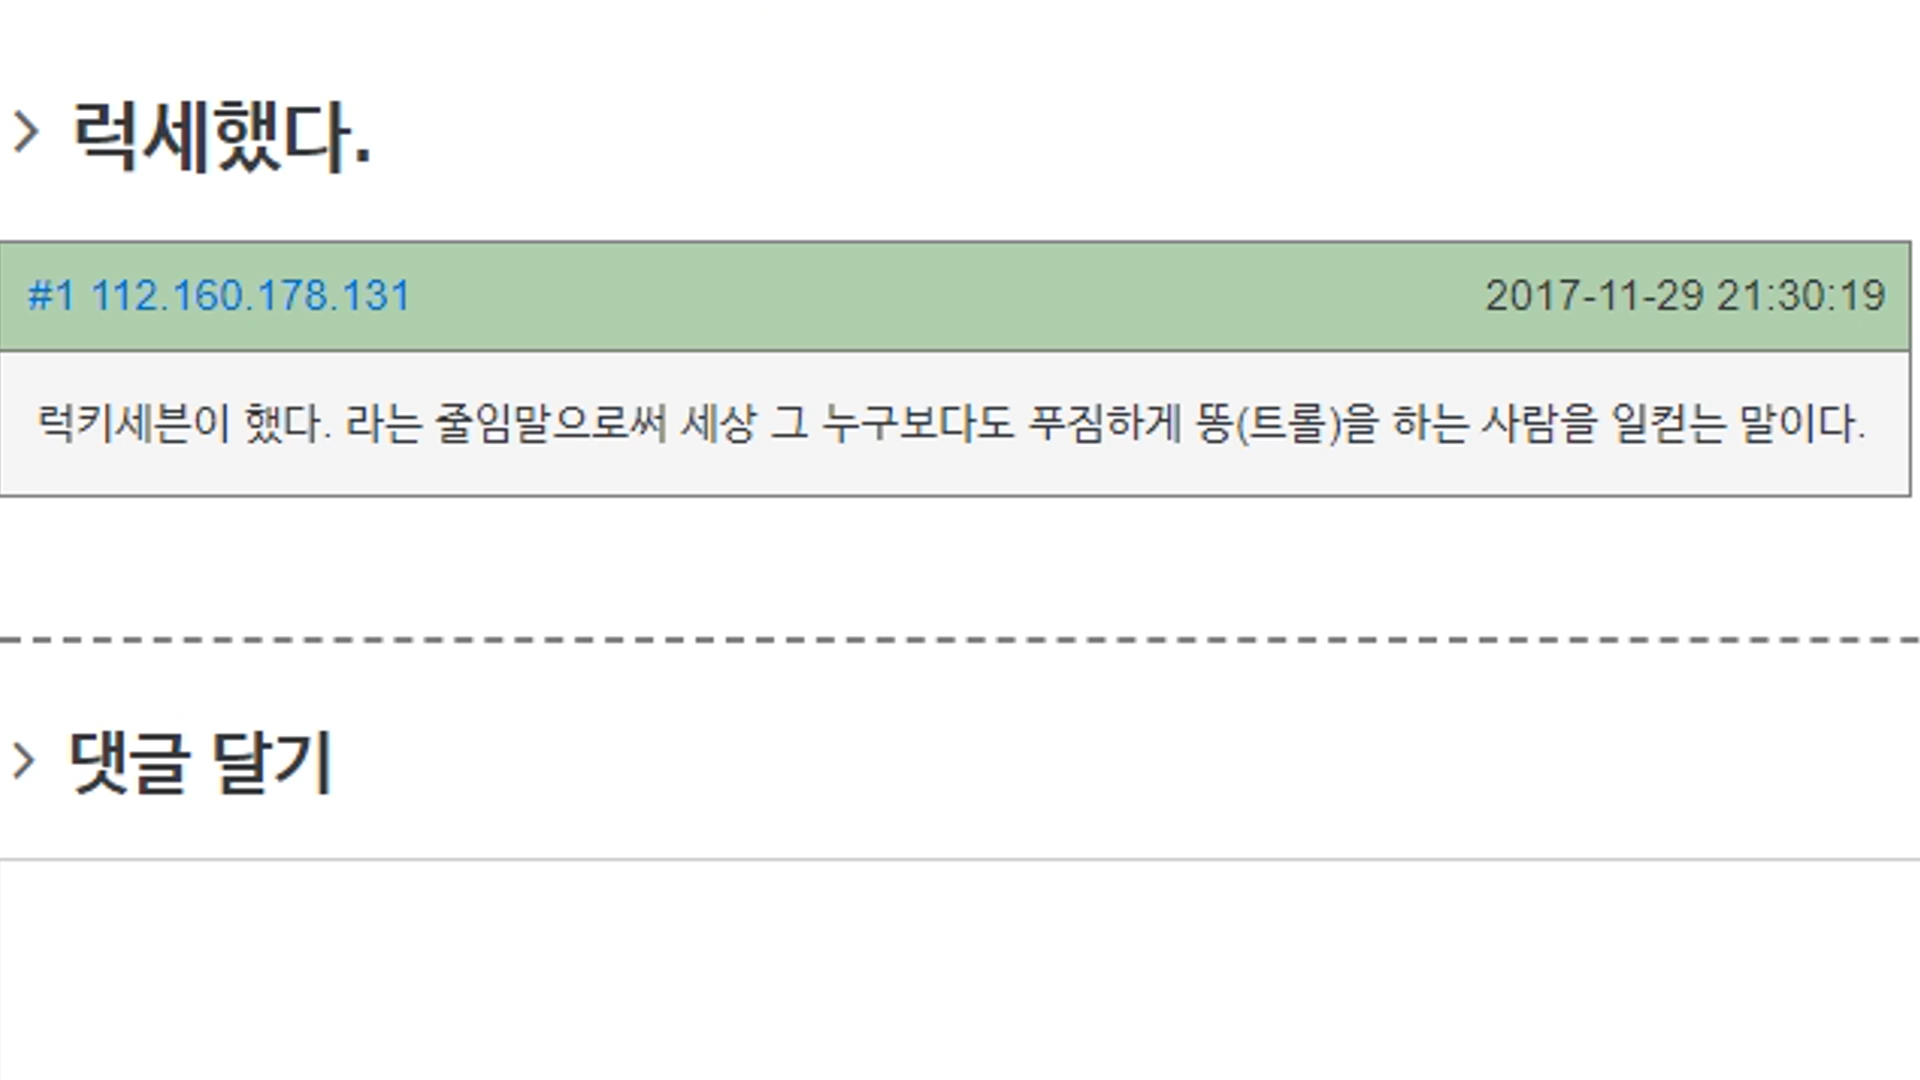 럭세했다.
#1 112.160.178.131 2017-11-29 21:30:19
럭키세븐이 했다. 라는 줄임말으로써 세상 그 누구보다도 푸짐하게 똥(트롤)을 하는 사람을 일컫는 말이다.
댓글 달기